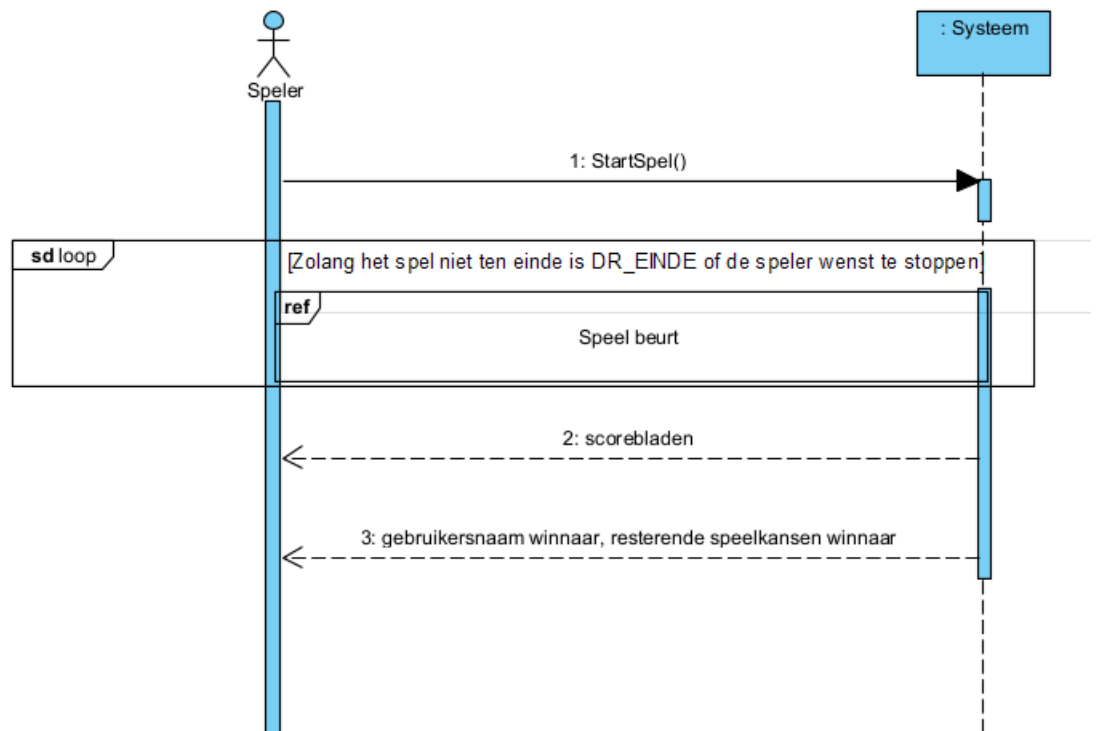 : Systeem
Speler
1: StartSpel()
sd loop
[Zolang het spel niet ten einde is DR_EINDE of de speler wenst te stoppen]
ref
Speel beurt
2: scorebladen
3: gebruikersnaam winnaar, resterende speelkansen winnaar